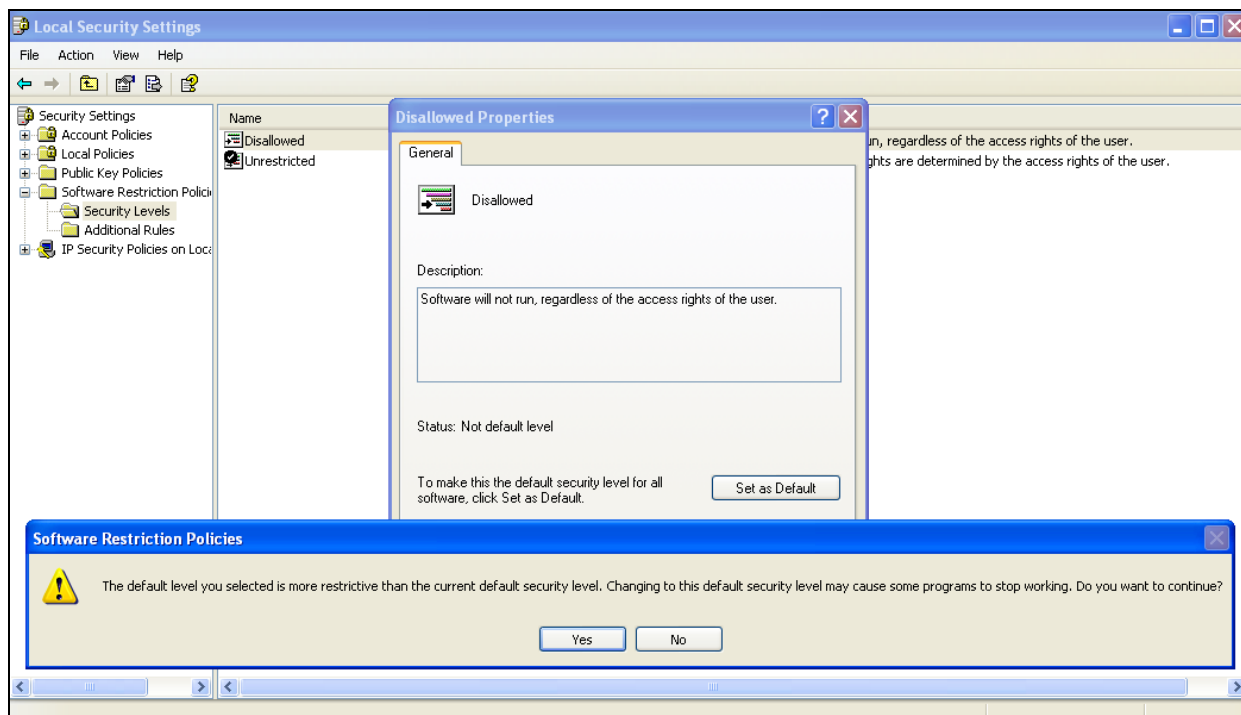 Local Security Settings
File Action View Help
Security Settings
Account Policies
Local Policies
Public Key Policies
Software Restriction Polici
Security Levels
Additional Rules
IP Security Policies on Loca
Name
Disallowed
Unrestricted
un, regardless of the access rights of the user.
ghts are determined by the access rights of the user.
Disallowed Properties
General
Disallowed
Description:
Software will not run, regardless of the access rights of the user.
Status: Not default level
To make this the default security level for all
software, click Set as Default.
Set as Default
Software Restriction Policies
The default level you selected is more restrictive than the current default security level. Changing to this default security level may cause some programs to stop working. Do you want to continue?
Yes
No